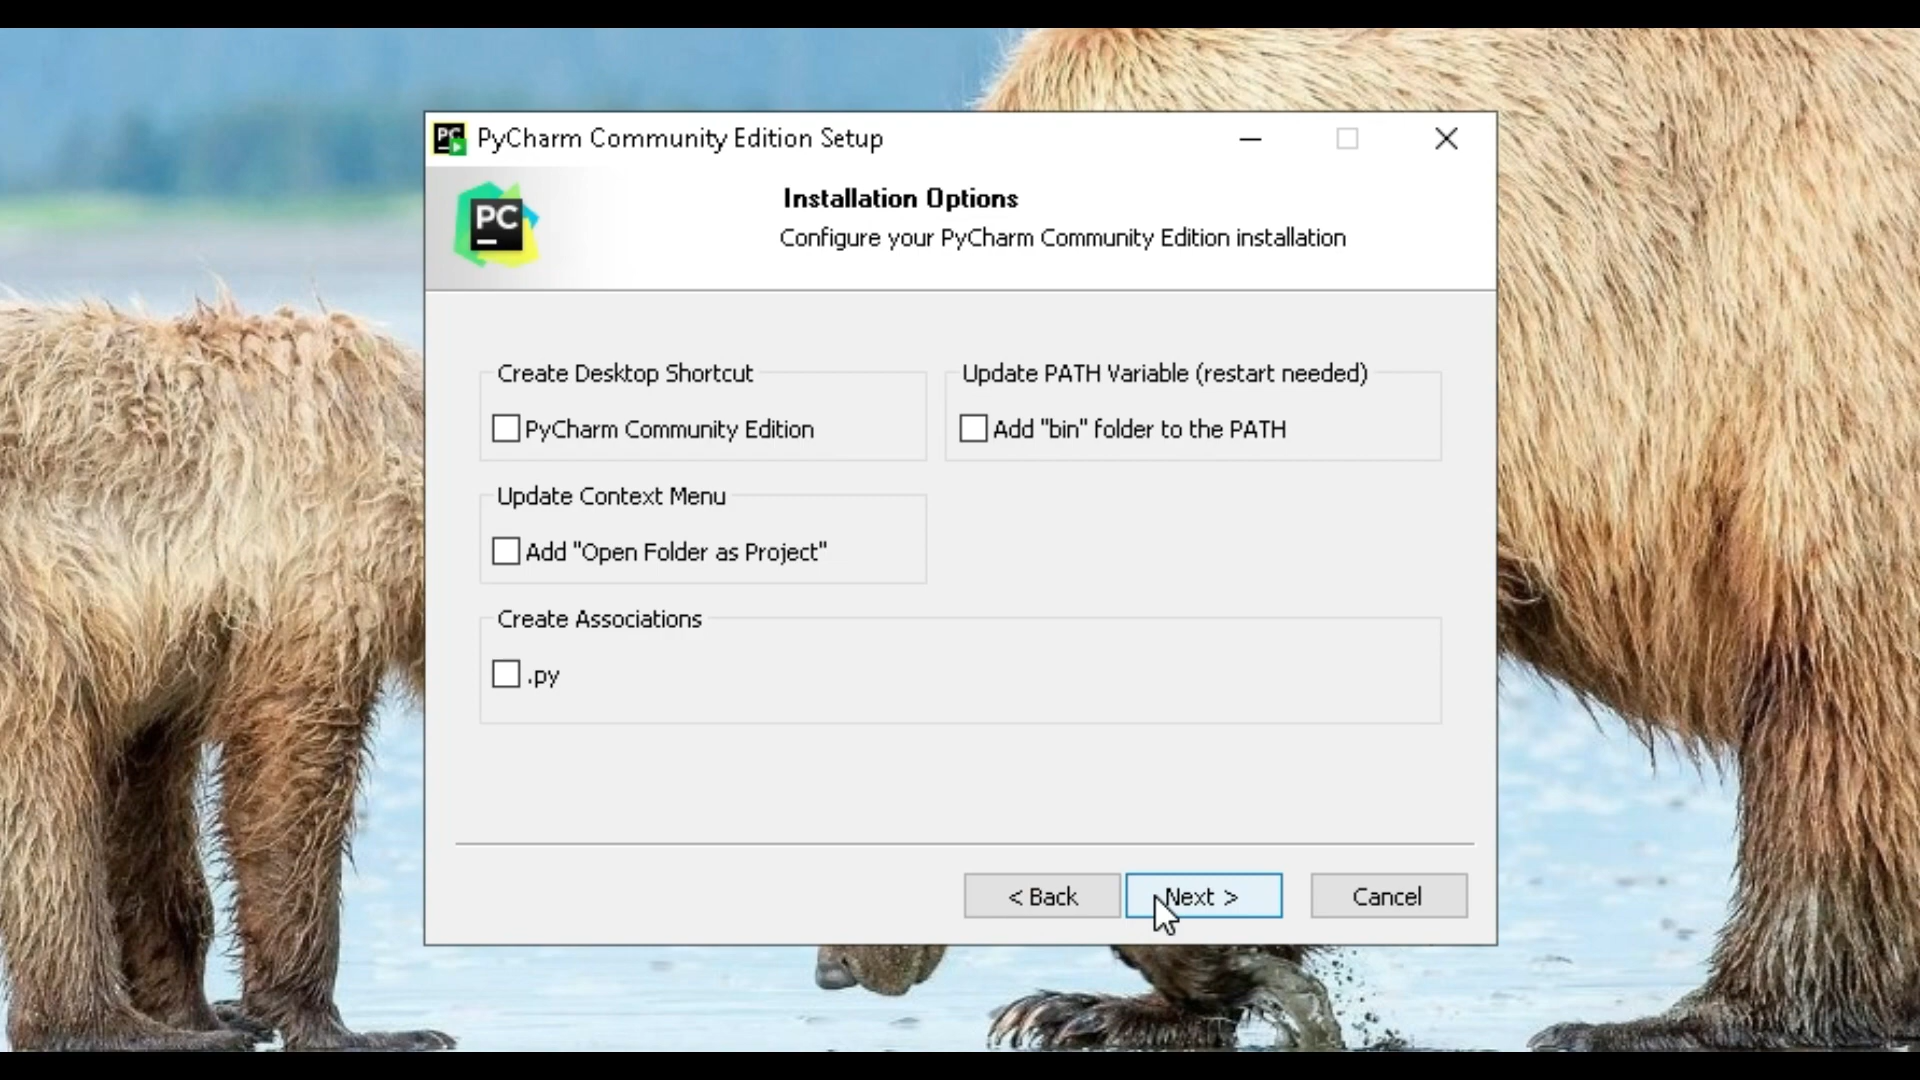 PyCharm Community Edition Setup
PC
Installation Options
Configure your PyCharm Community Edition installation
Create Desktop Shortcut
PyCharm Community Edition
Update PATH Variable (restart needed)
Add "bin" folder to the PATH
Update Context Menu
Add "Open Folder as Project"
Create Associations
.py
< Back
Next >
Cancel